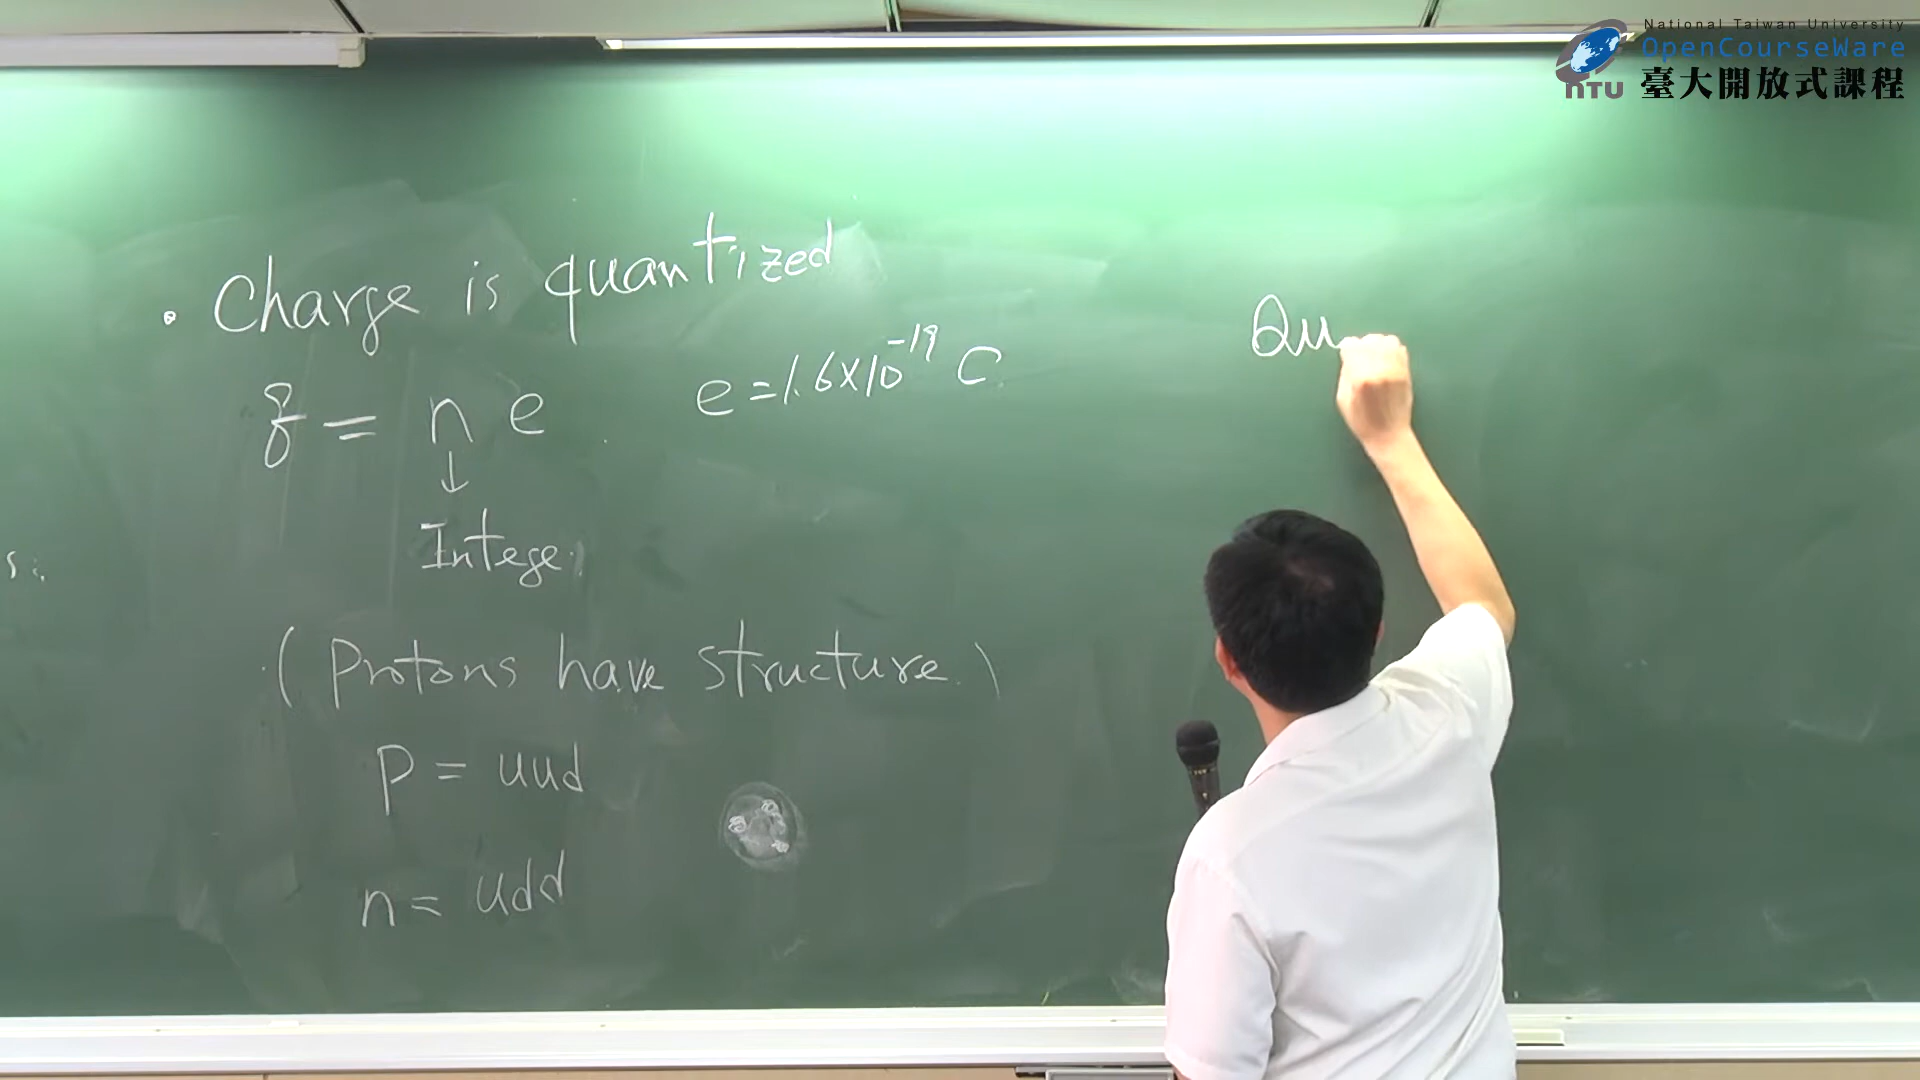 National Taiwan University
OpenCourseWare
臺大開放式課程
NTU
• Charge is quantized
q = n e
e = 1.6×10⁻¹⁹ C
↓
Integer
(Protons have structure.)
p = uud
n = udd
Qu